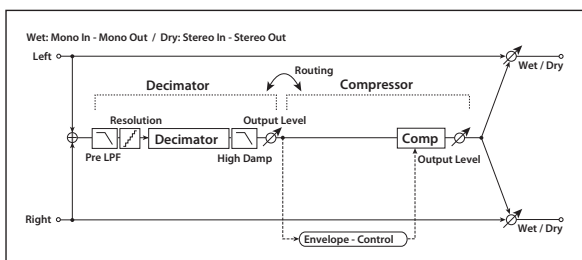 Wet: Mono In - Mono Out / Dry: Stereo In - Stereo Out
Left
Wet / Dry
Routing
Decimator
Compressor
Resolution
Output Level
Decimator
Comp
Pre LPF
High Damp
Output Level
Right
Wet / Dry
Envelope - Control